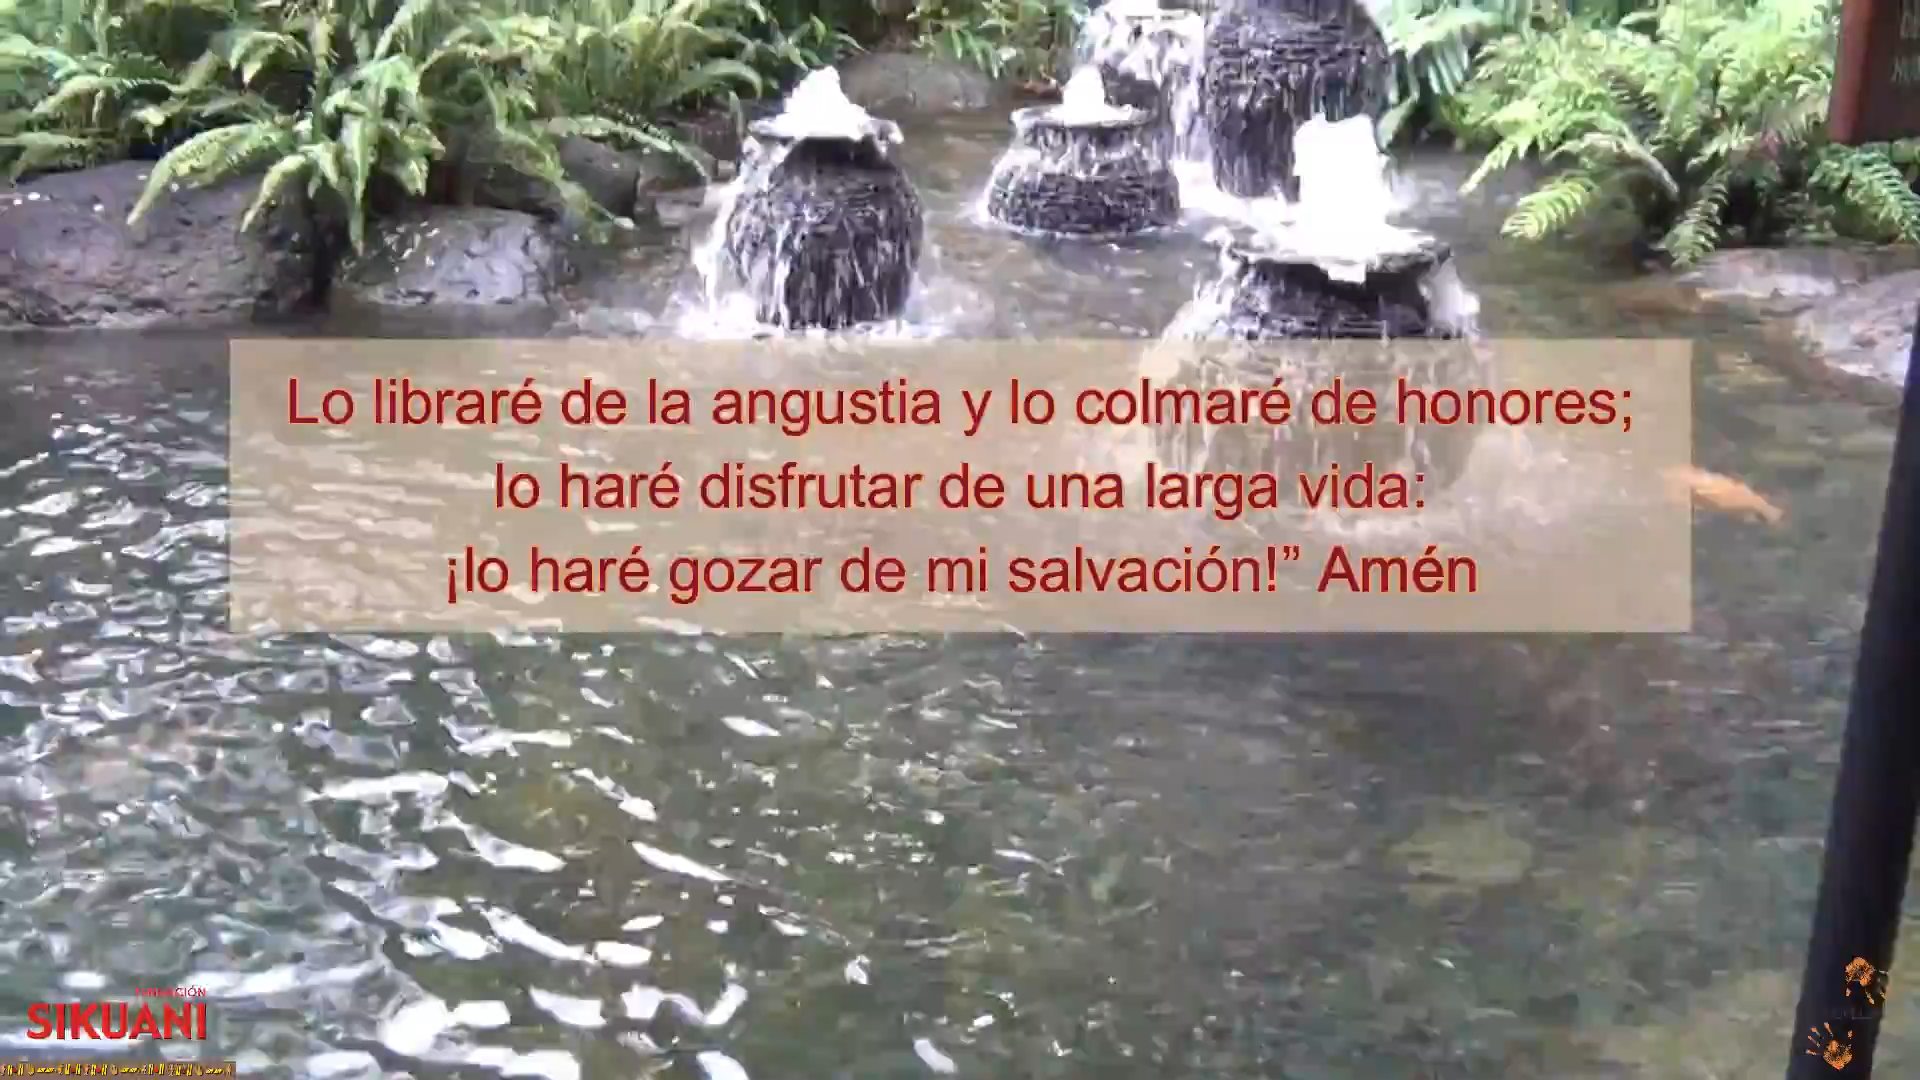 Lo libraré de la angustia y lo colmaré de honores;
lo haré disfrutar de una larga vida:
¡lo haré gozar de mi salvación!” Amén
FUNDACIÓN
SIKUANI